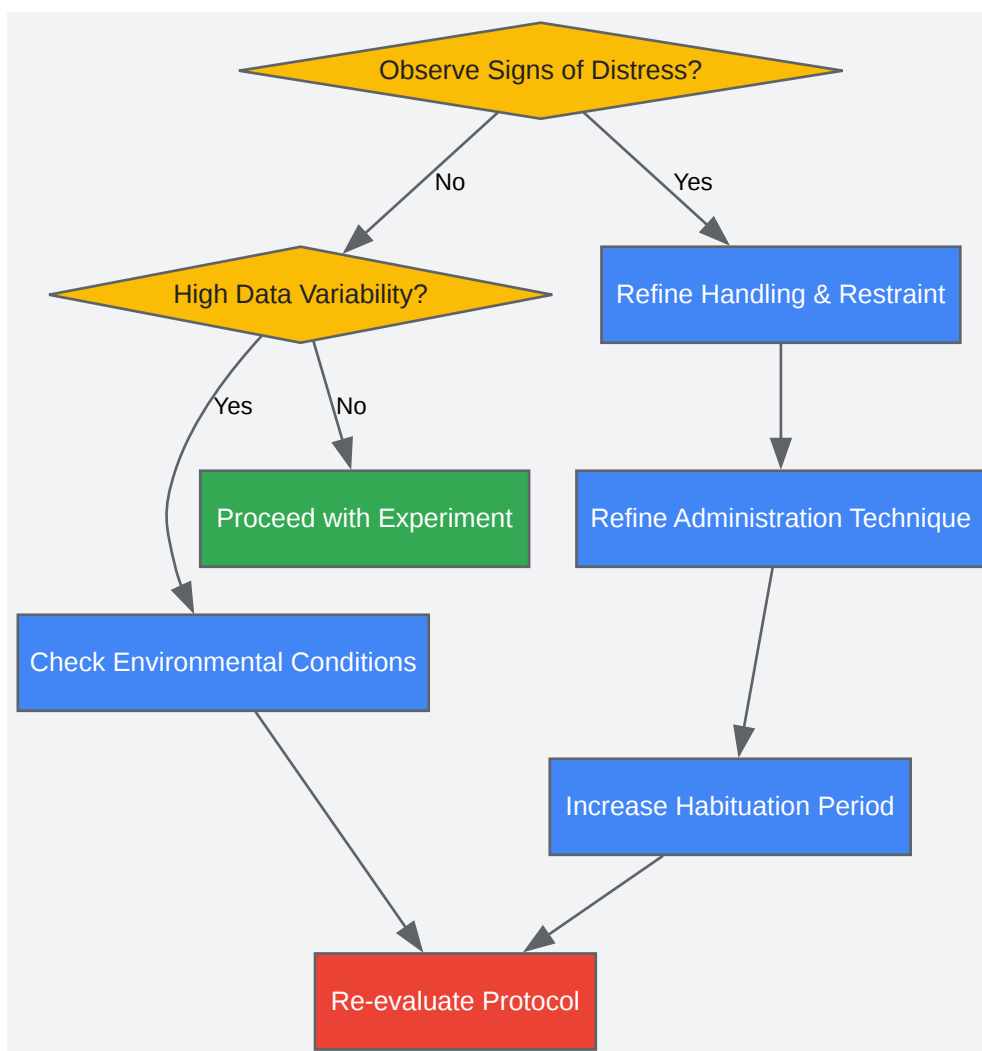 Observe Signs of Distress?
No
Yes
High Data Variability?
Refine Handling & Restraint
Yes
No
Proceed with Experiment
Refine Administration Technique
Check Environmental Conditions
Increase Habituation Period
Re-evaluate Protocol